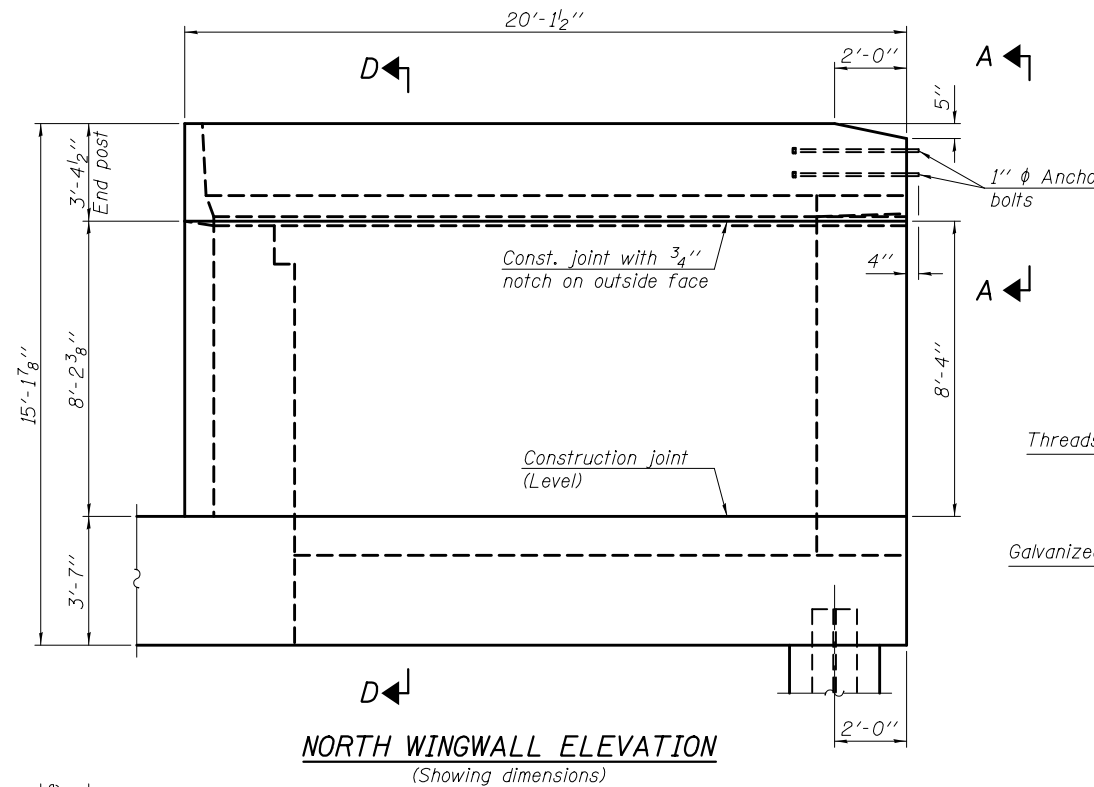 20'-1½"
D
2'-0"
A
5"
3'-4½"
End post
1" ϕ Ancho
bolts
Const. joint with ¾"
notch on outside face
4"
A
15'-1⅞"
8'-2⅜"
8'-4"
Threads
Construction joint
(Level)
Galvanize
3'-7"
D
2'-0"
NORTH WINGWALL ELEVATION
(Showing dimensions)